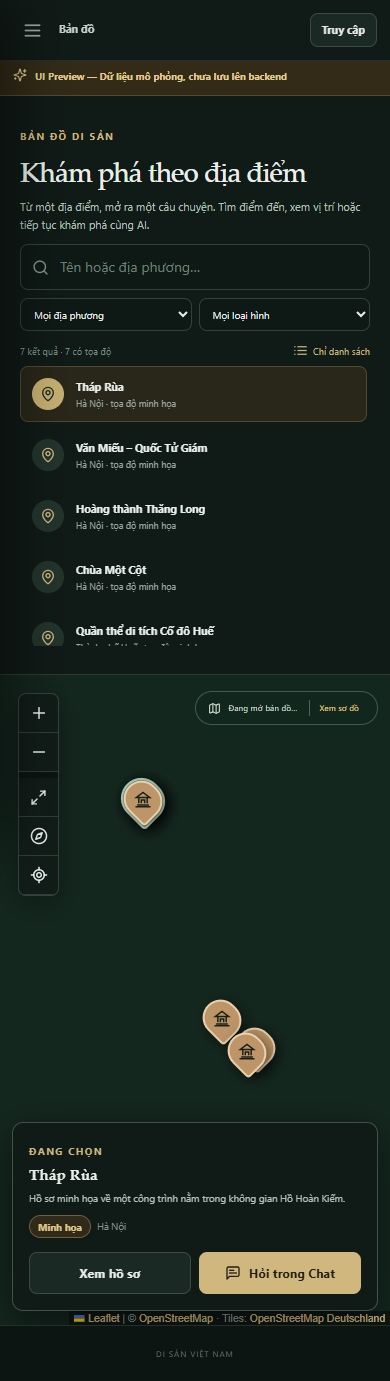 Bản đồ
Truy cập
UI Preview — Dữ liệu mô phỏng, chưa lưu lên backend
BẢN ĐỒ DI SẢN
Khám phá theo địa điểm
Từ một địa điểm, mở ra một câu chuyện. Tìm điểm đến, xem vị trí hoặc
tiếp tục khám phá cùng AI.
Tên hoặc địa phương...
Mọi địa phương
Mọi loại hình
7 kết quả · 7 có tọa độ
Chỉ danh sách
Tháp Rùa
Hà Nội · tọa độ minh họa
Văn Miếu – Quốc Tử Giám
Hà Nội · tọa độ minh họa
Hoàng thành Thăng Long
Hà Nội · tọa độ minh họa
Chùa Một Cột
Hà Nội · tọa độ minh họa
Quần thể di tích Cố đô Huế
Đang mở bản đồ...
Xem sơ đồ
ĐANG CHỌN
Tháp Rùa
Hồ sơ minh họa về một công trình nằm trong không gian Hồ Hoàn Kiếm.
Minh họa
Hà Nội
Xem hồ sơ
Hỏi trong Chat
Leaflet | © OpenStreetMap · Tiles: OpenStreetMap Deutschland
DI SẢN VIỆT NAM